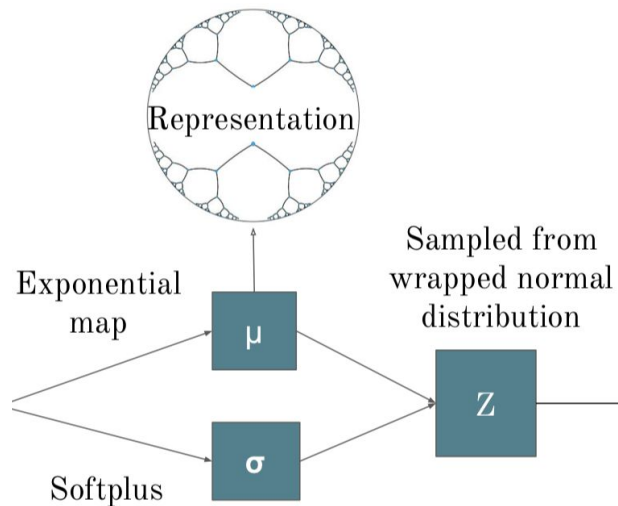 Representation
Sampled from
wrapped normal
distribution
Exponential
map
μ
Z
σ
Softplus